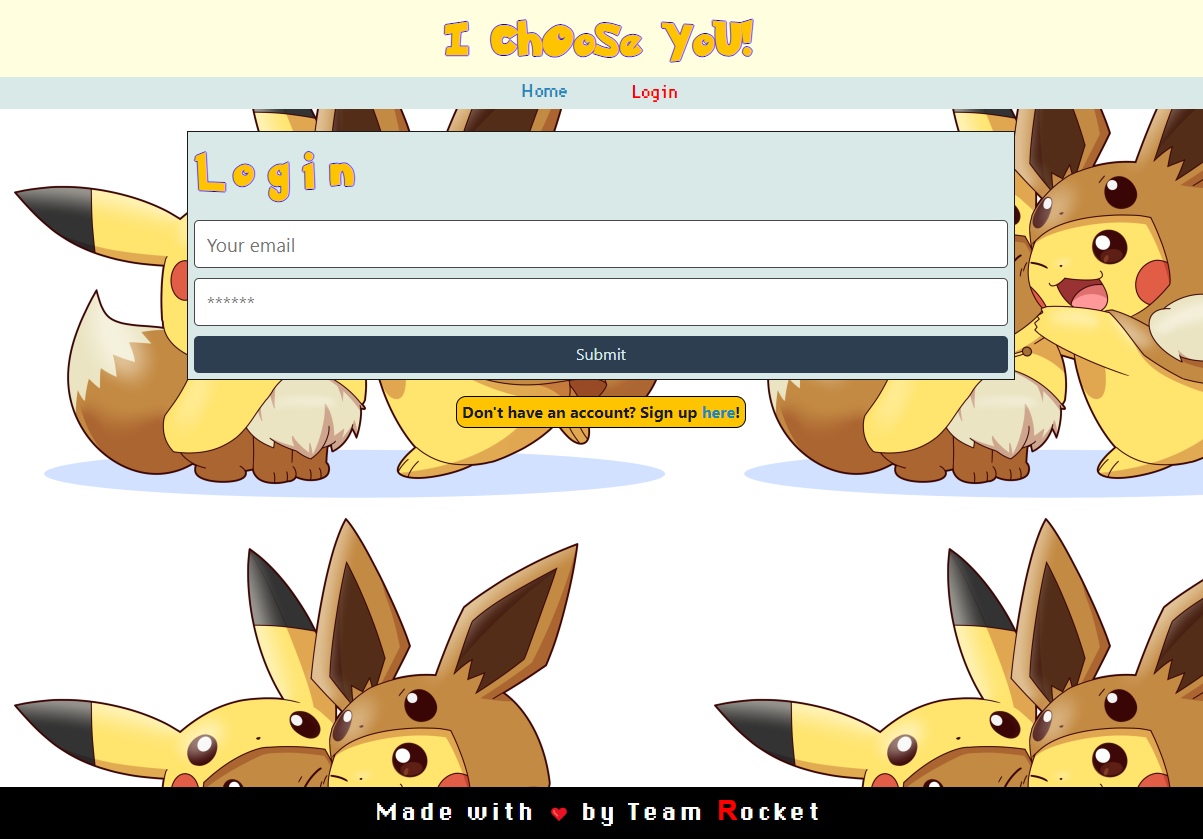 I ChOoSe YoU!
Home Login
Login
Your email
******
Submit
Don't have an account? Sign up here!
Made with ❤ by Team Rocket